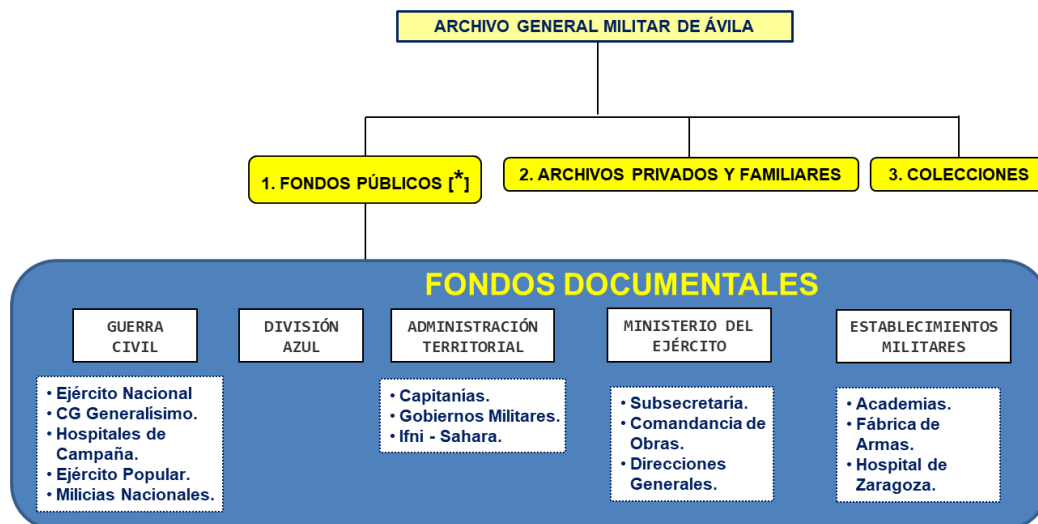 ARCHIVO GENERAL MILITAR DE ÁVILA
1. FONDOS PÚBLICOS [*]
2. ARCHIVOS PRIVADOS Y FAMILIARES
3. COLECCIONES
FONDOS DOCUMENTALES
GUERRA
CIVIL
• Ejército Nacional
• CG Generalísimo.
• Hospitales de
Campaña.
• Ejército Popular.
• Milicias Nacionales.
DIVISIÓN
AZUL
ADMINISTRACIÓN
TERRITORIAL
• Capitanías.
• Gobiernos Militares.
• Ifni - Sahara.
MINISTERIO DEL
EJÉRCITO
• Subsecretaría.
• Comandancia de
Obras.
• Direcciones
Generales.
ESTABLECIMIENTOS
MILITARES
• Academias.
• Fábrica de
Armas.
• Hospital de
Zaragoza.